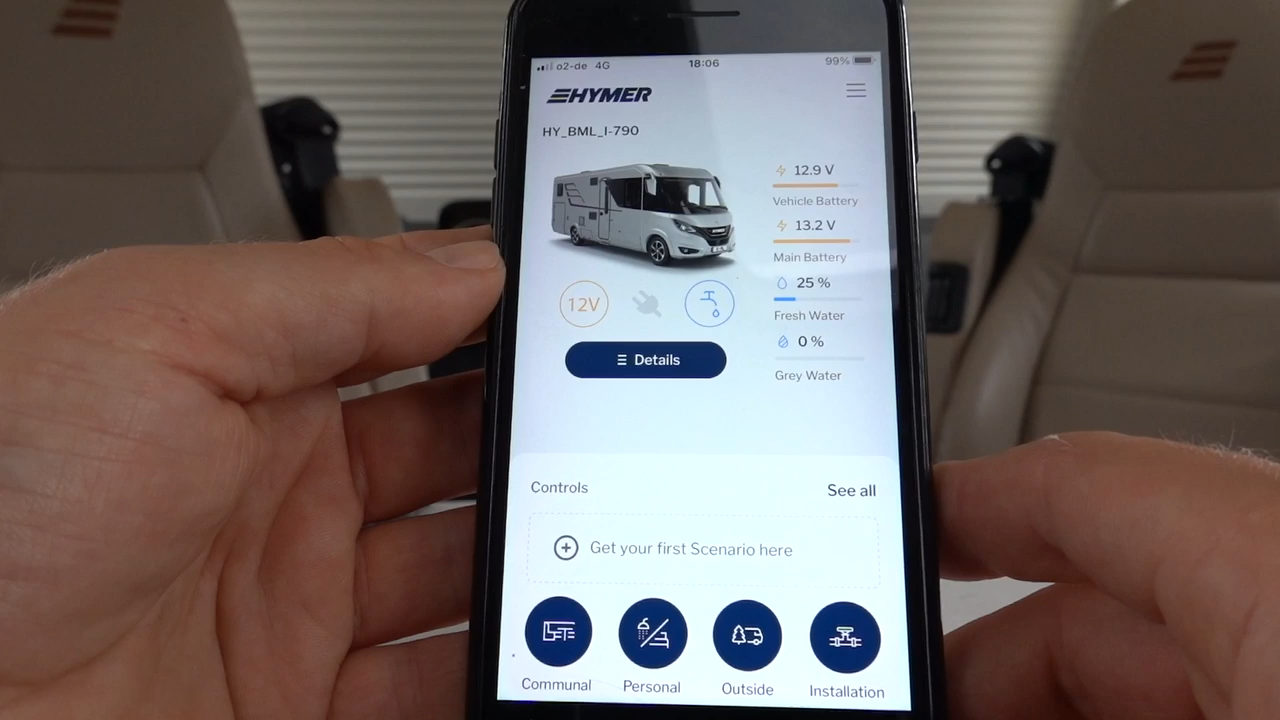 o2-de 4G 18:06 99%
HYMER
HY_BML_I-790
12.9 V
Vehicle Battery
13.2 V
Main Battery
25 %
Fresh Water
0 %
Grey Water
12V
Details
Controls
See all
Get your first Scenario here
Communal
Personal
Outside
Installation